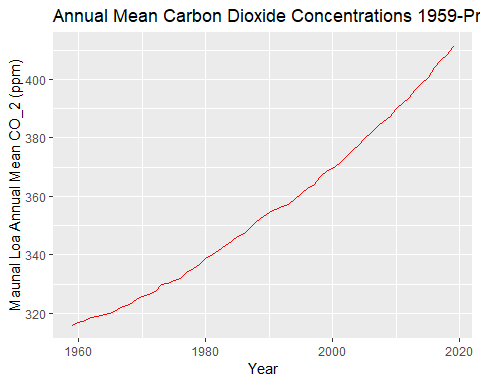 Annual Mean Carbon Dioxide Concentrations 1959-Pr
Maunal Loa Annual Mean CO_2 (ppm)
400
380
360
340
320
1960 1980 2000 2020
Year